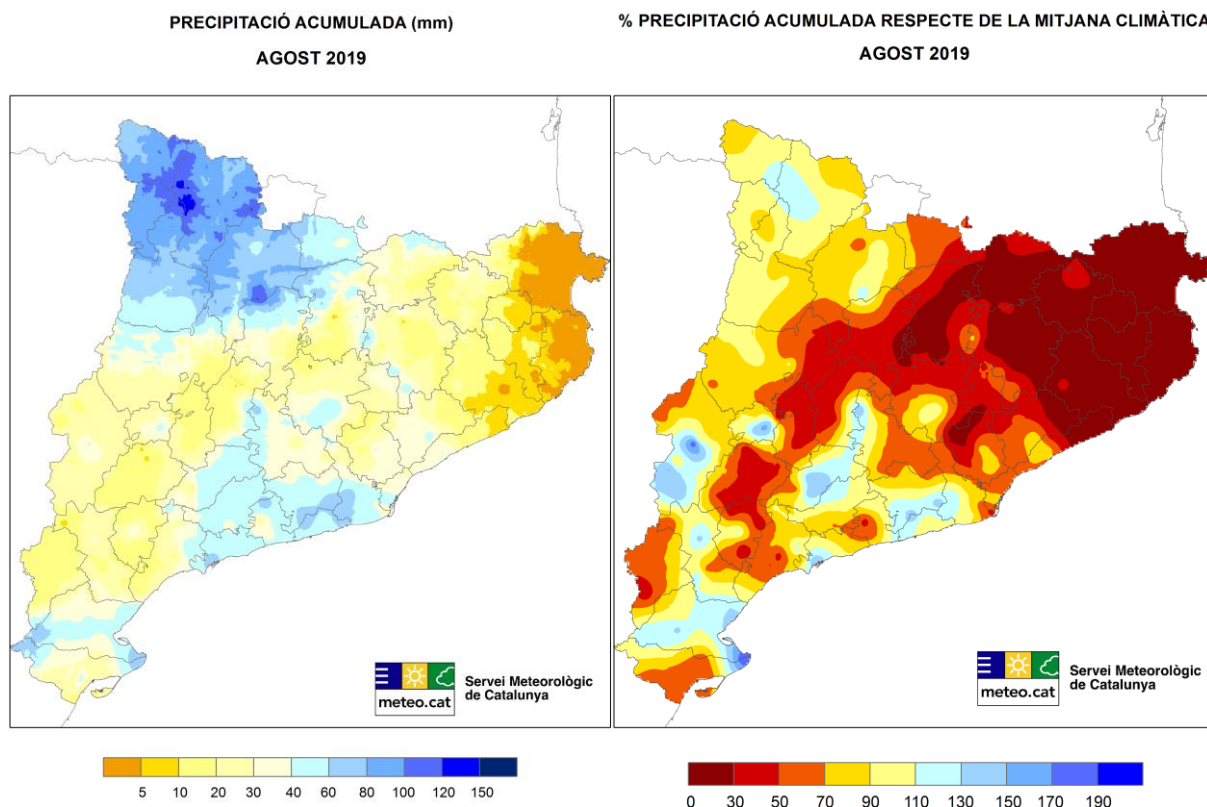 PRECIPITACIÓ ACUMULADA (mm)
AGOST 2019
% PRECIPITACIÓ ACUMULADA RESPECTE DE LA MITJANA CLIMÀTICA
AGOST 2019
meteo.cat
Servei Meteorològic
de Catalunya
meteo.cat
Servei Meteorològic
de Catalunya
5 10 20 40 60 80 100 120 150
0 30 50 70 90 110 130 150 170 190